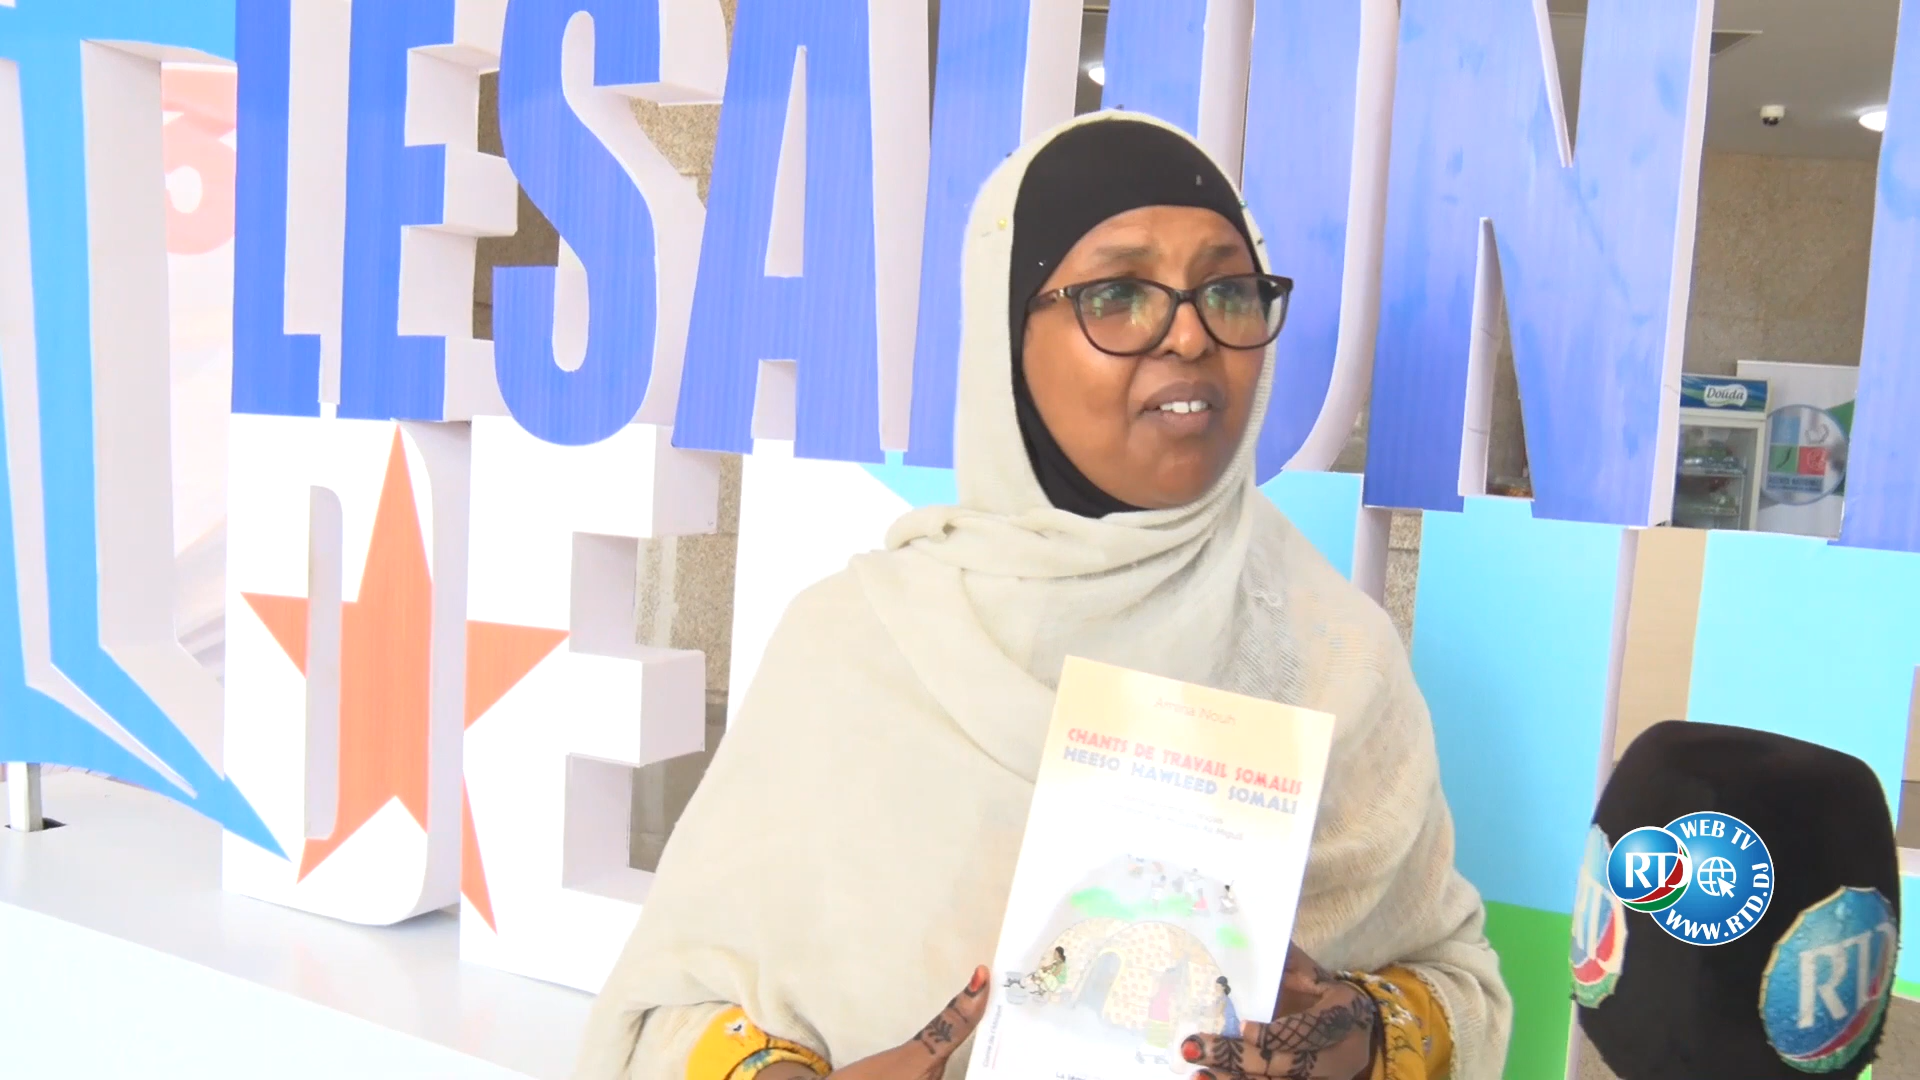 LE SALON
DE
Douda
Amina Nouh
CHANTS DE TRAVAIL SOMALIS
HEESO HAWLEED SOMALI
RTD
WEB TV
WWW.RTD.DJ
RTD